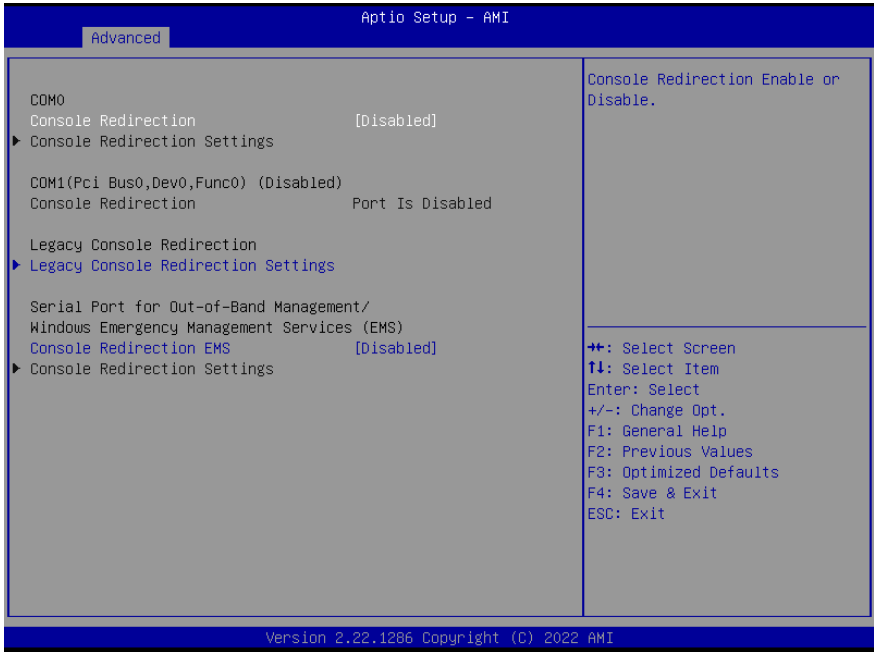 Aptio Setup – AMI
Advanced
COM0
Console Redirection [Disabled]
▶ Console Redirection Settings
COM1(Pci Bus0,Dev0,Func0) (Disabled)
Console Redirection Port Is Disabled
Legacy Console Redirection
▶ Legacy Console Redirection Settings
Serial Port for Out-of-Band Management/
Windows Emergency Management Services (EMS)
Console Redirection EMS [Disabled]
▶ Console Redirection Settings
Console Redirection Enable or
Disable.
→←: Select Screen
↑↓: Select Item
Enter: Select
+/-: Change Opt.
F1: General Help
F2: Previous Values
F3: Optimized Defaults
F4: Save & Exit
ESC: Exit
Version 2.22.1286 Copyright (C) 2022 AMI